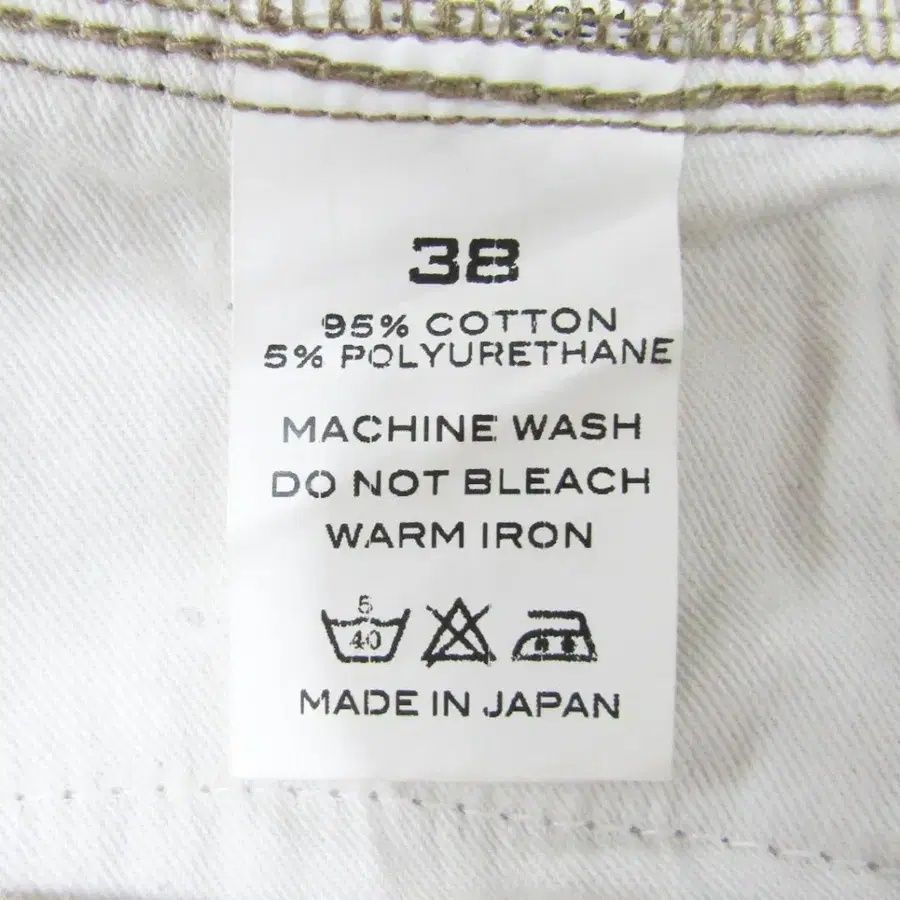 38
95% COTTON
5% POLYURETHANE
MACHINE WASH
DO NOT BLEACH
WARM IRON
5
40
MADE IN JAPAN